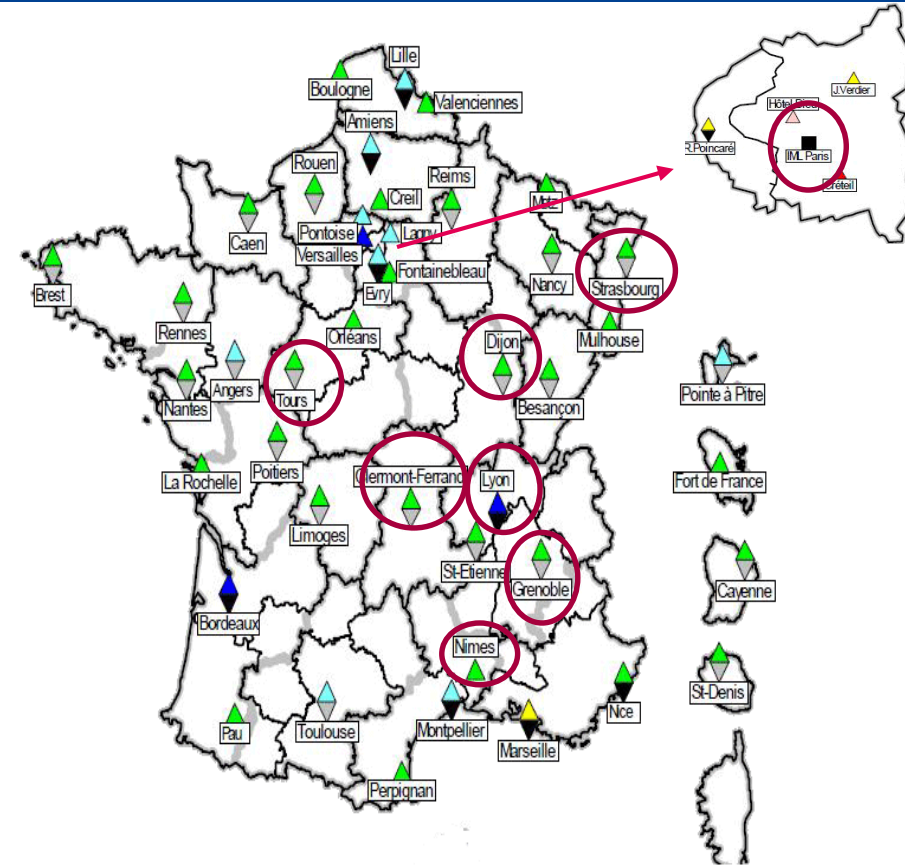 Lille
Boulogne
Valenciennes
Amiens
J.Verdier
Hôtel Dieu
R.Poincaré
IML Paris
Créteil
Rouen
Reims
Creil
Metz
Caen
Pontoise
Lagny
Versailles
Fontainebleau
Evry
Nancy
Strasbourg
Brest
Rennes
Orléans
Dijon
Mulhouse
Nantes
Angers
Tours
Besançon
Pointe à Pitre
Poitiers
La Rochelle
Clermont-Ferrand
Lyon
Fort de France
Limoges
St-Etienne
Grenoble
Cayenne
Bordeaux
Nimes
St-Denis
Pau
Toulouse
Montpellier
Marseille
Nice
Perpignan